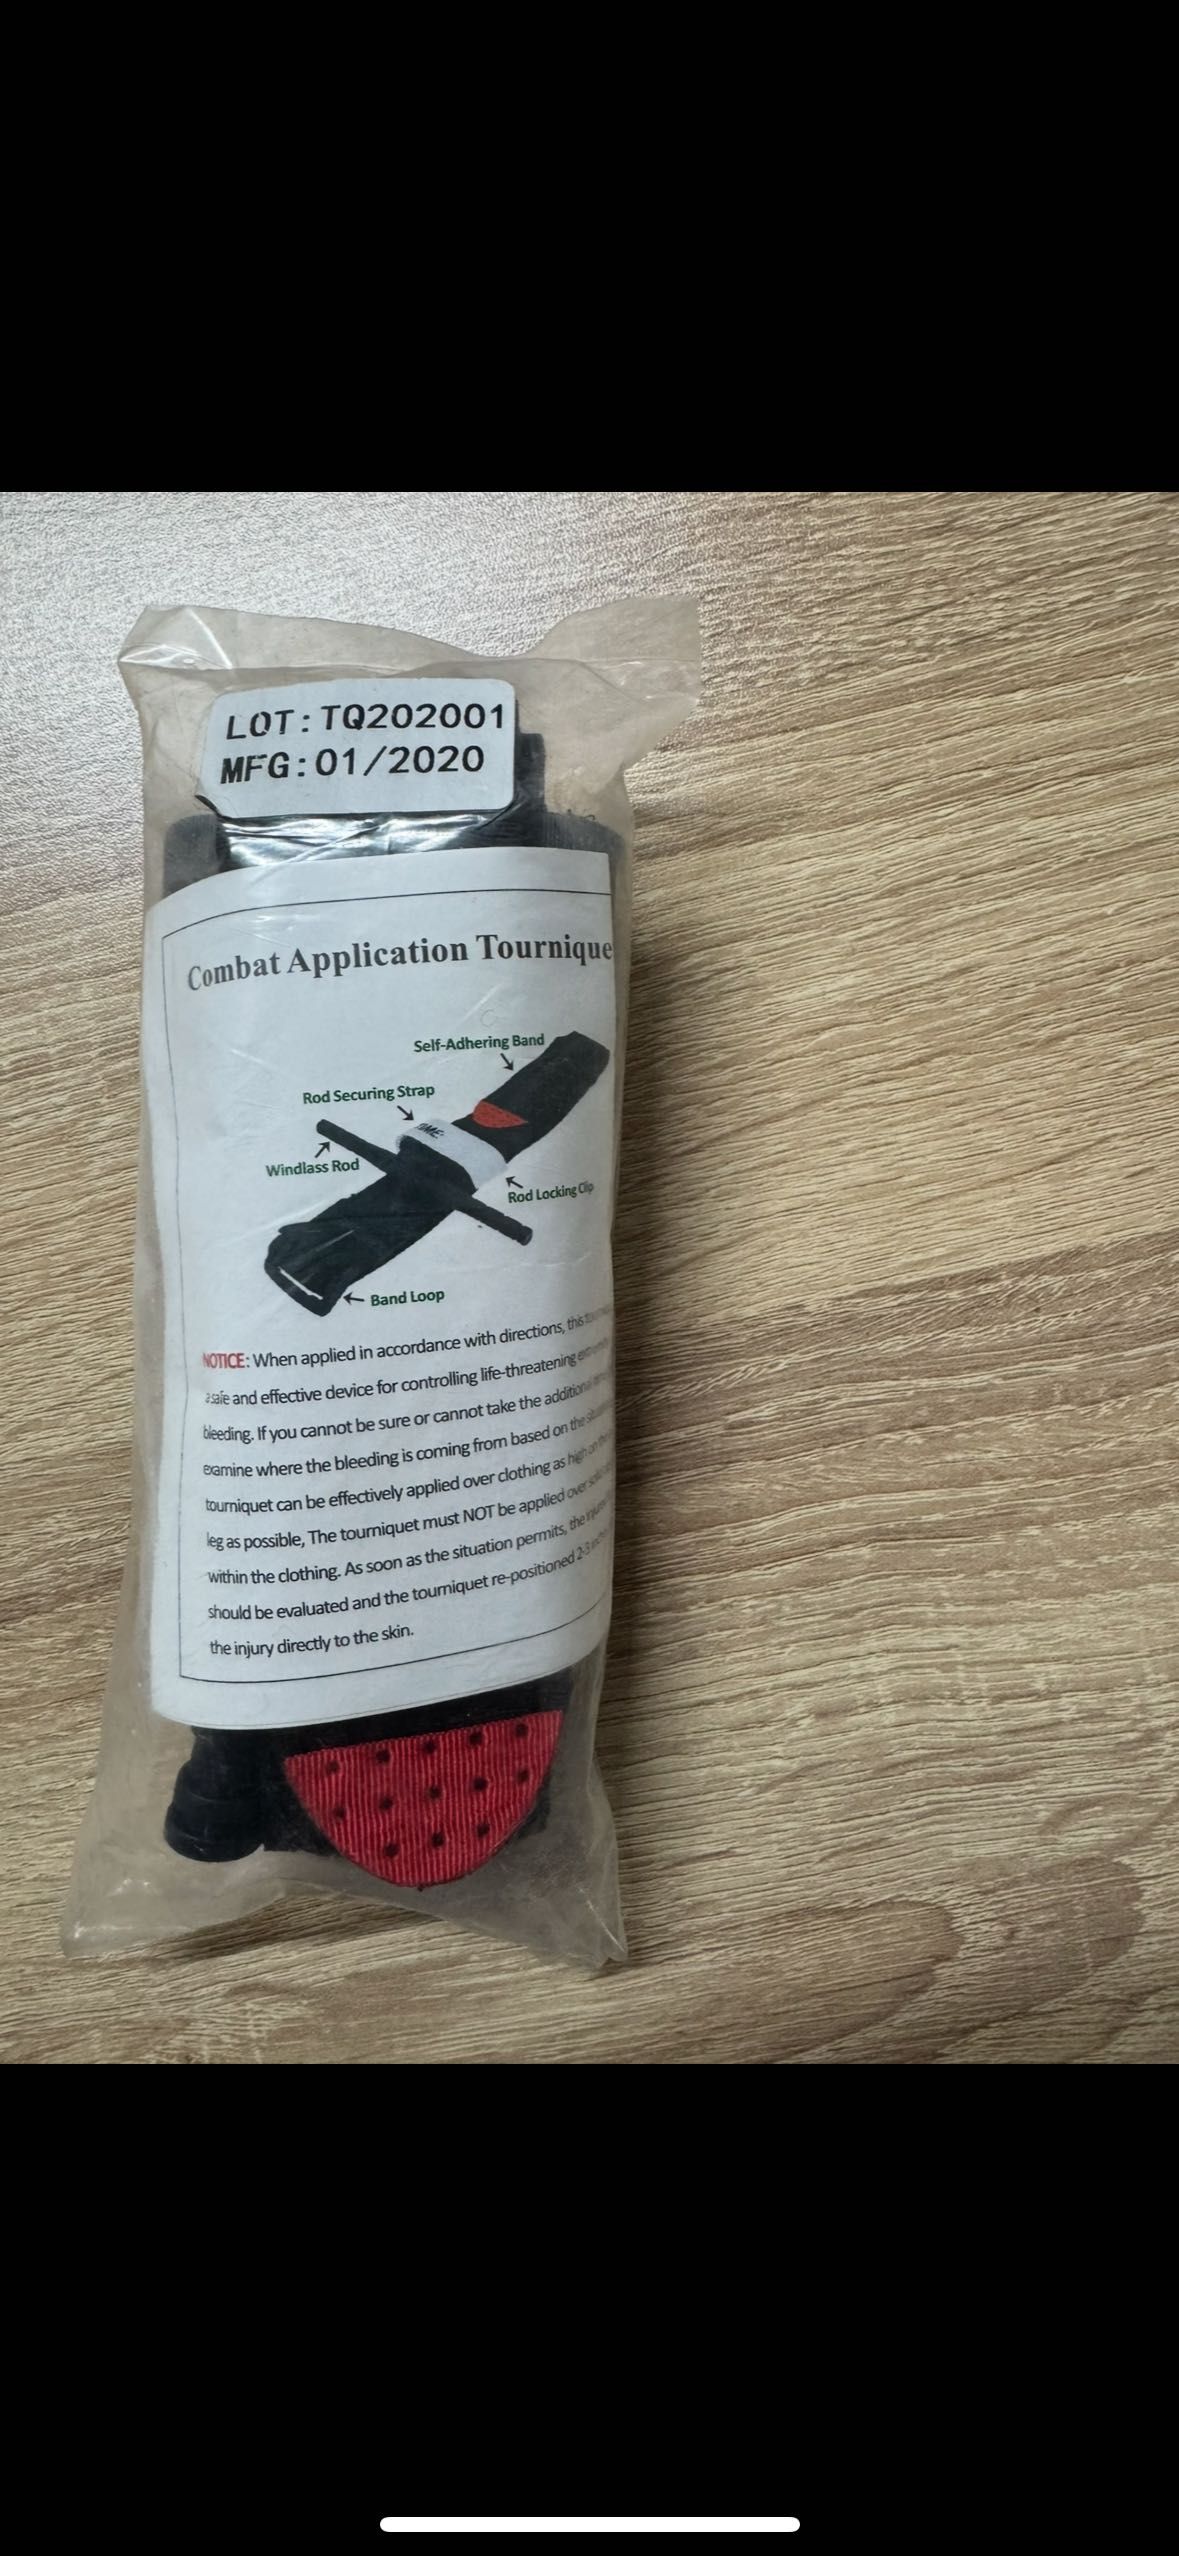 LOT: TQ202001
MFG: 01/2020
Combat Application Tournique
Self-Adhering Band
Rod Securing Strap
TIME:
Windlass Rod
Rod Locking Clip
Band Loop
NOTICE: When applied in accordance with directions, this
a safe and effective device for controlling life-threatening
bleeding. If you cannot be sure or cannot take the additional
examine where the bleeding is coming from based on the
tourniquet can be effectively applied over clothing as high on
leg as possible, The tourniquet must NOT be applied over
within the clothing. As soon as the situation permits, the
should be evaluated and the tourniquet re-positioned 2-3
the injury directly to the skin.